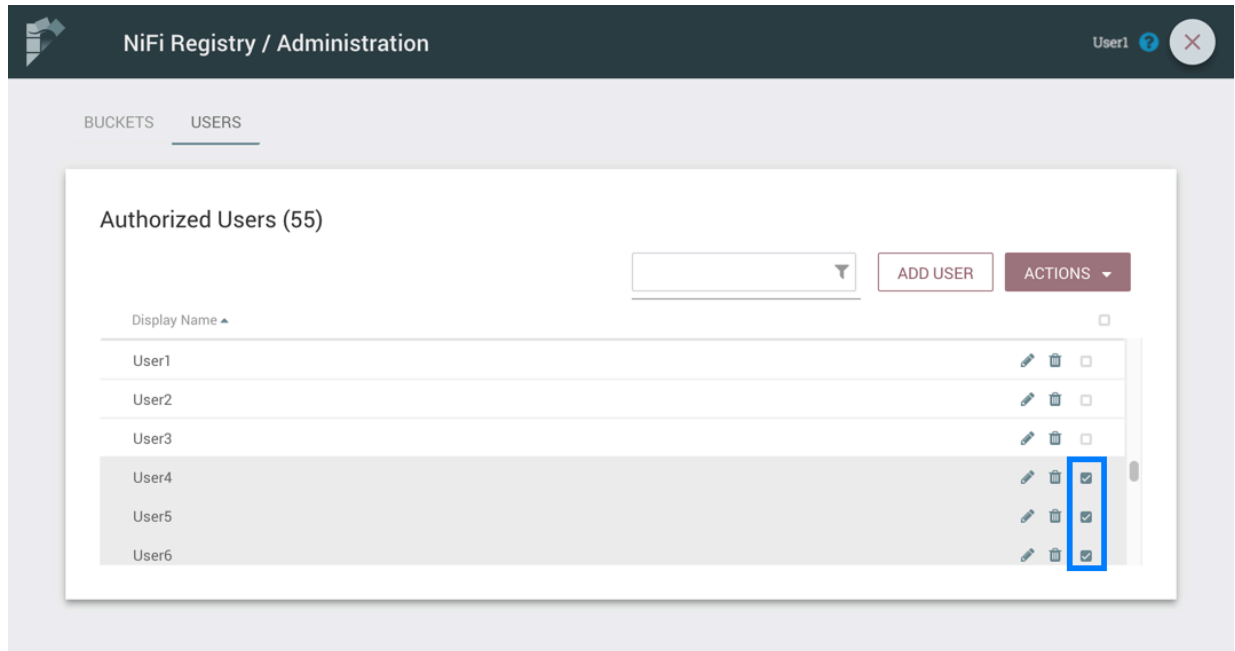 NiFi Registry / Administration
User1 ?
BUCKETS USERS
Authorized Users (55)
ADD USER ACTIONS
Display Name
User1
User2
User3
User4
User5
User6